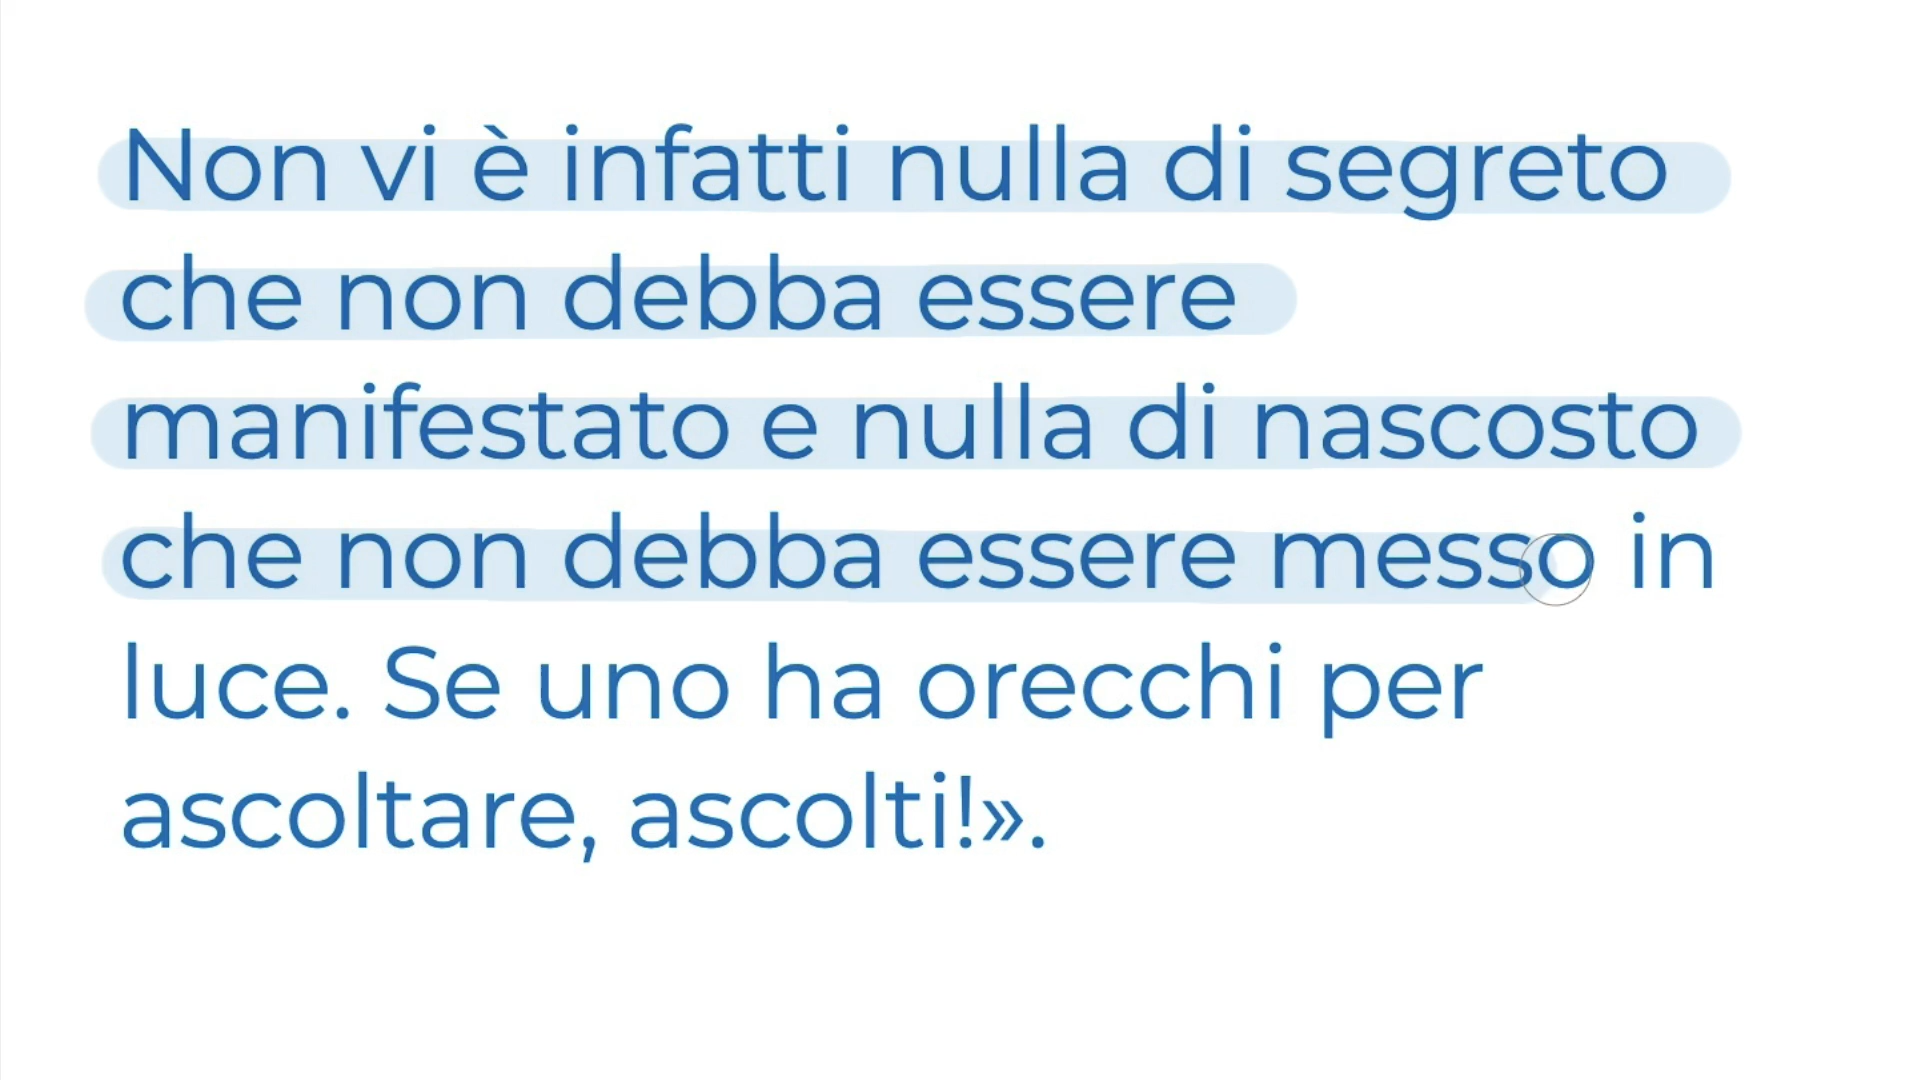 Non vi è infatti nulla di segreto
che non debba essere
manifestato e nulla di nascosto
che non debba essere messo in
luce. Se uno ha orecchi per
ascoltare, ascolti!».